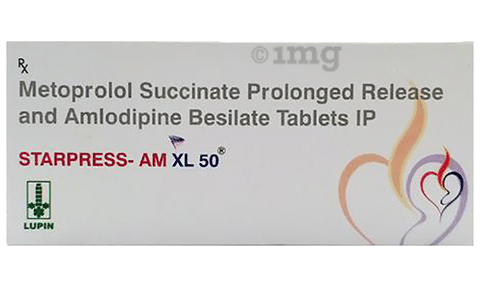 ©1mg
Rx
Metoprolol Succinate Prolonged Release
and Amlodipine Besilate Tablets IP
STARPRESS- AM XL 50®
LUPIN